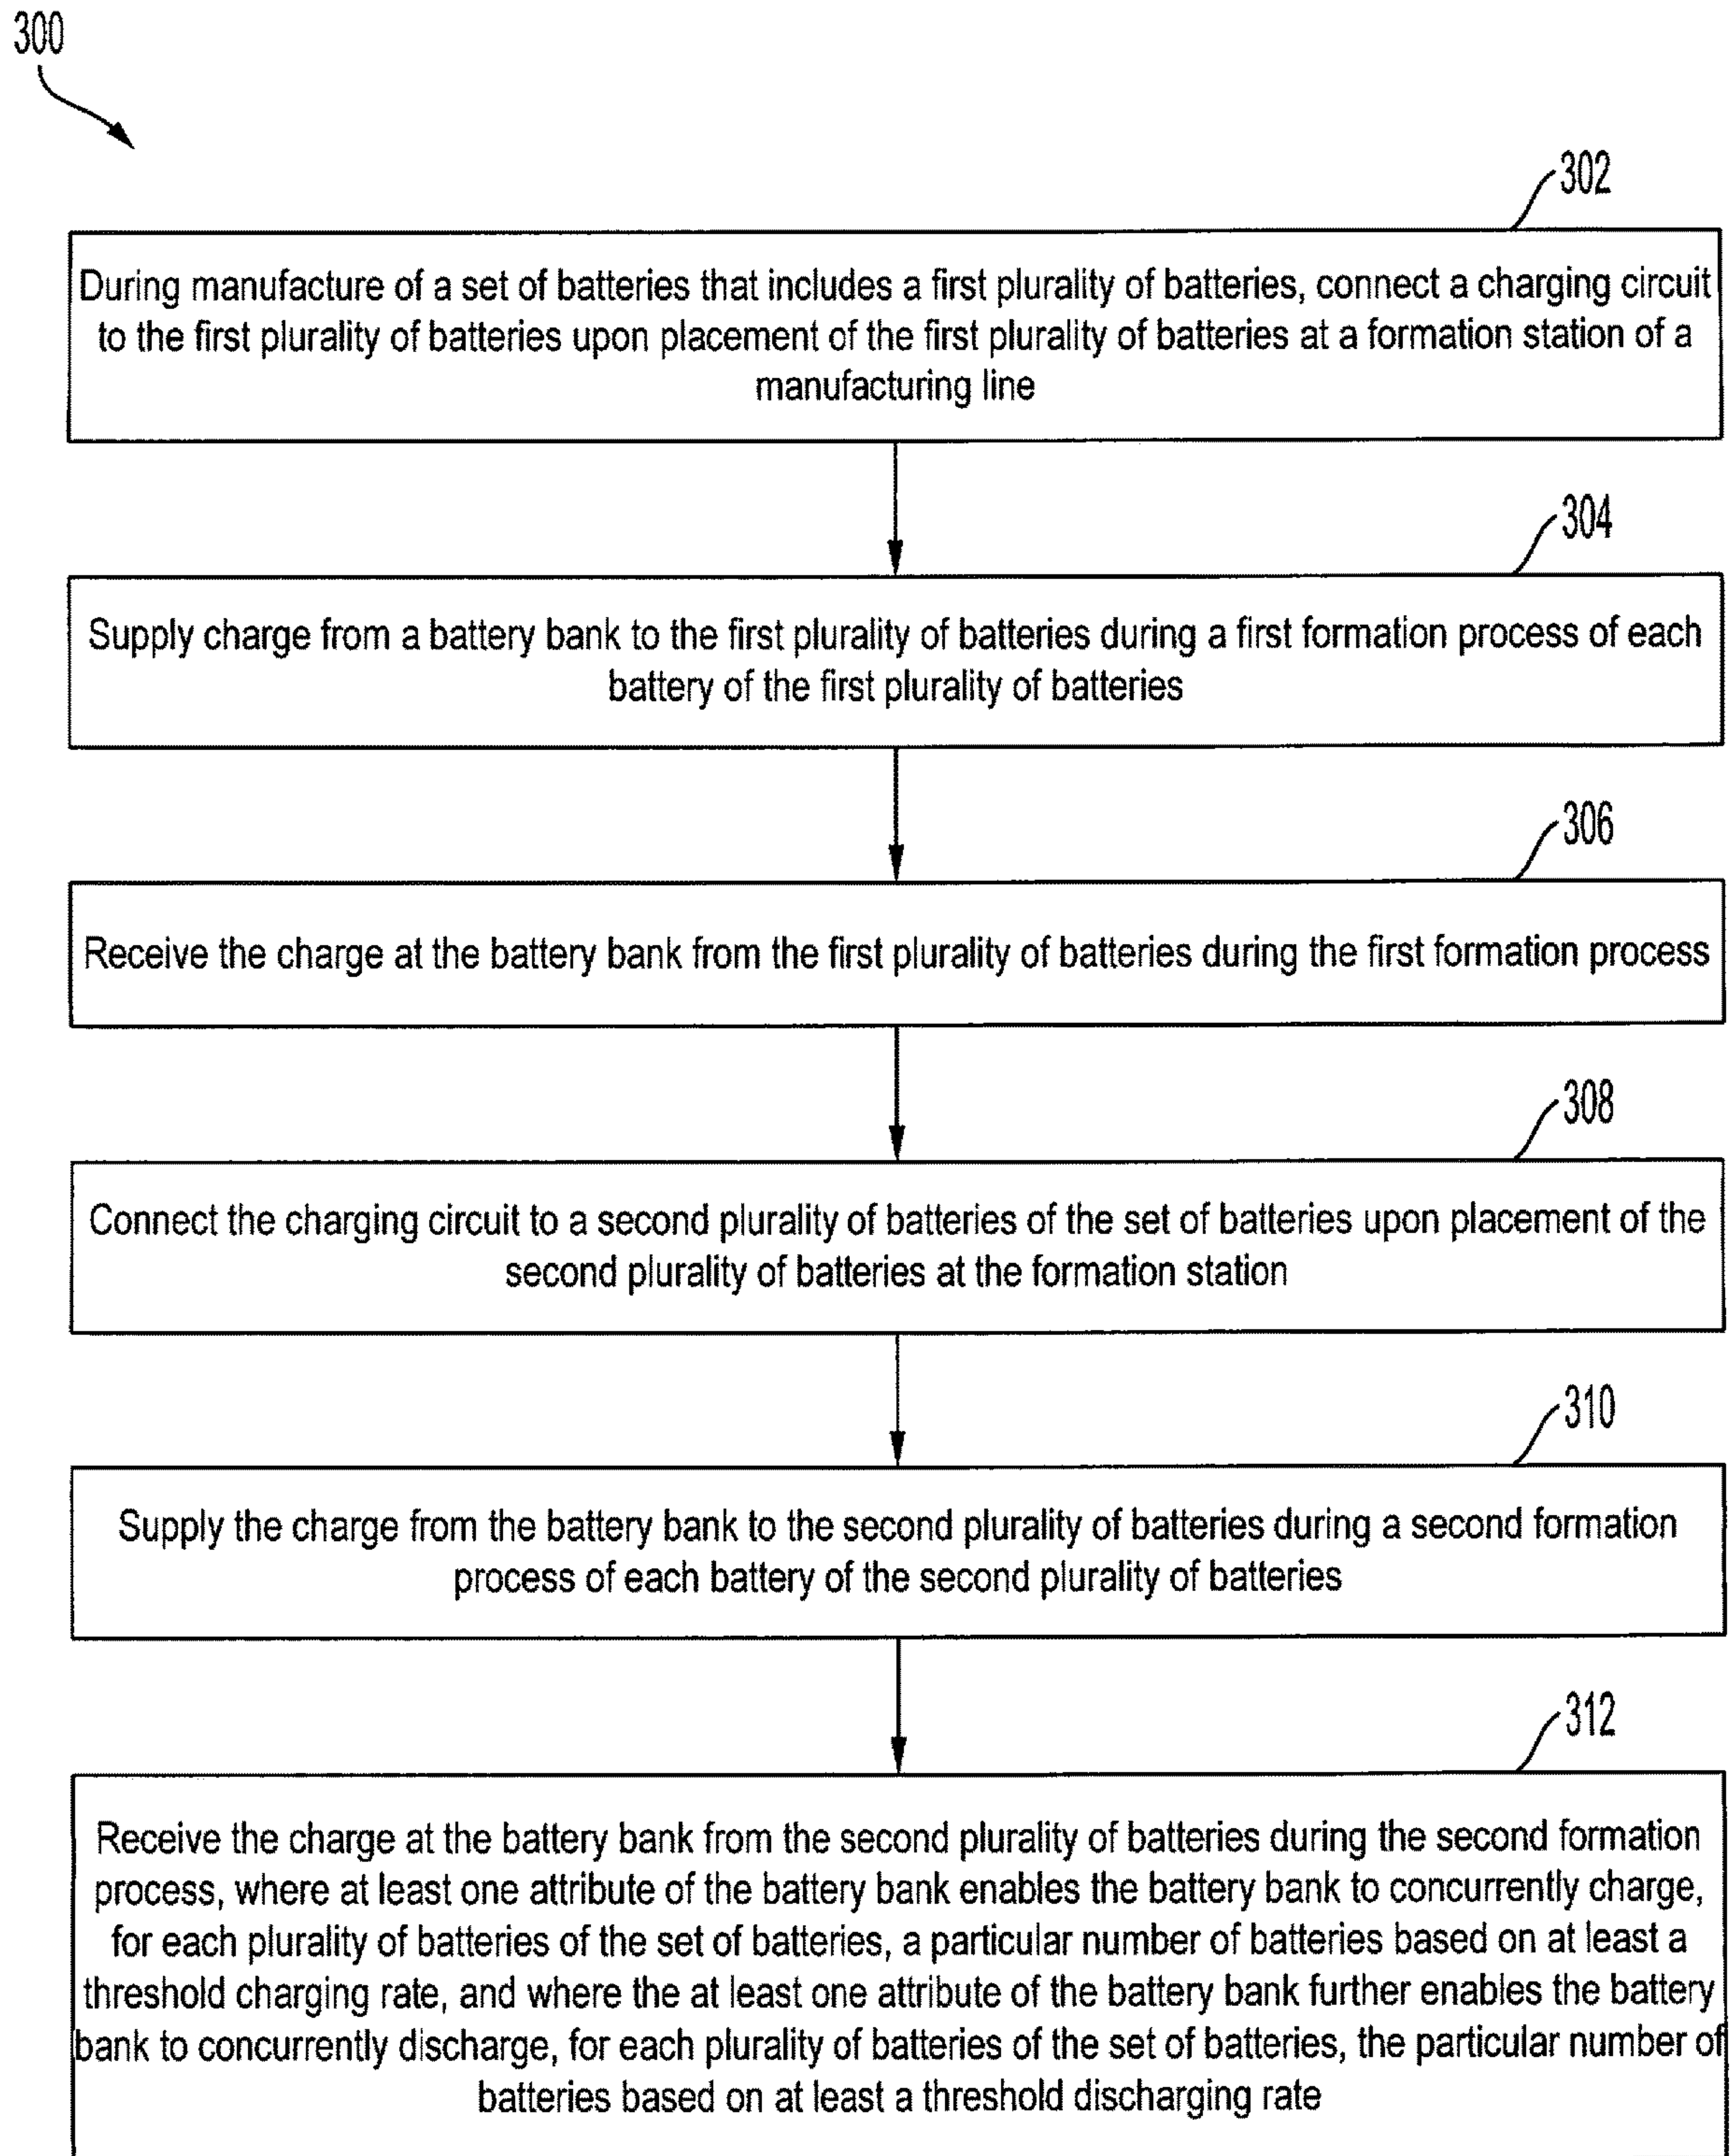 300
302
During manufacture of a set of batteries that includes a first plurality of batteries, connect a charging circuit
to the first plurality of batteries upon placement of the first plurality of batteries at a formation station of a
manufacturing line
304
Supply charge from a battery bank to the first plurality of batteries during a first formation process of each
battery of the first plurality of batteries
306
Receive the charge at the battery bank from the first plurality of batteries during the first formation process
308
Connect the charging circuit to a second plurality of batteries of the set of batteries upon placement of the
second plurality of batteries at the formation station
310
Supply the charge from the battery bank to the second plurality of batteries during a second formation
process of each battery of the second plurality of batteries
312
Receive the charge at the battery bank from the second plurality of batteries during the second formation
process, where at least one attribute of the battery bank enables the battery bank to concurrently charge,
for each plurality of batteries of the set of batteries, a particular number of batteries based on at least a
threshold charging rate, and where the at least one attribute of the battery bank further enables the battery
bank to concurrently discharge, for each plurality of batteries of the set of batteries, the particular number of
batteries based on at least a threshold discharging rate